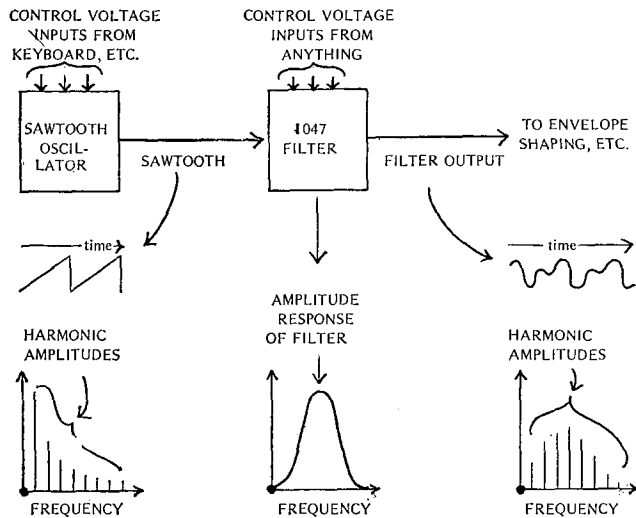 CONTROL VOLTAGE
INPUTS FROM
KEYBOARD, ETC.
CONTROL VOLTAGE
INPUTS FROM
ANYTHING
SAWTOOTH
OSCIL-
LATOR
SAWTOOTH
1047
FILTER
FILTER OUTPUT
TO ENVELOPE
SHAPING, ETC.
time
time
HARMONIC
AMPLITUDES
AMPLITUDE
RESPONSE
OF FILTER
HARMONIC
AMPLITUDES
FREQUENCY
FREQUENCY
FREQUENCY